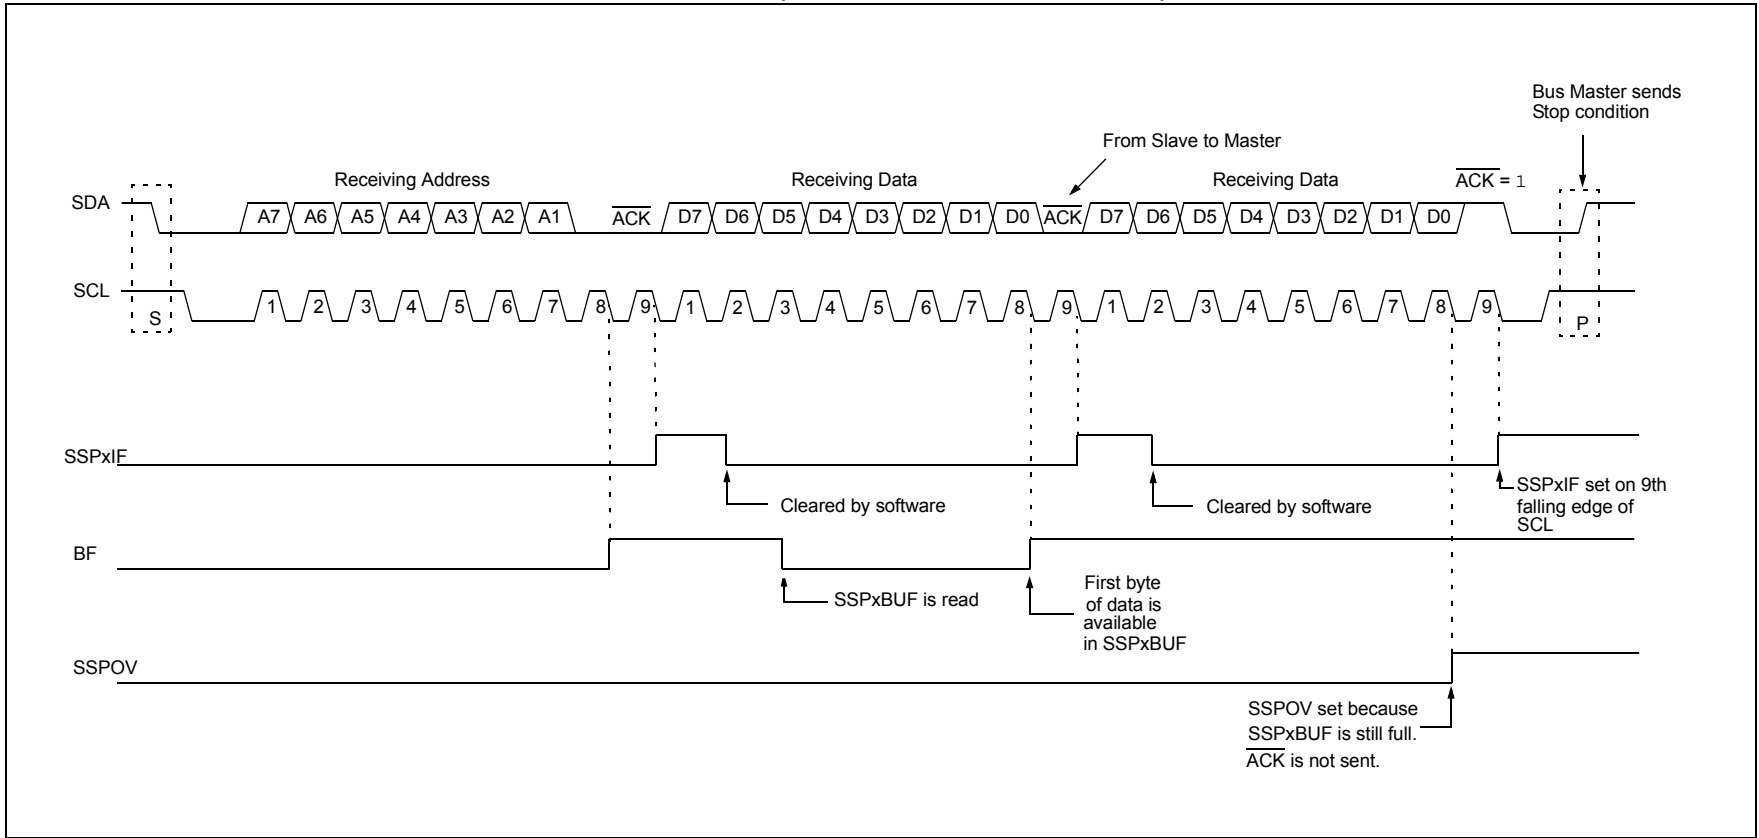 Bus Master sends
Stop condition
From Slave to Master
Receiving Address
Receiving Data
Receiving Data
A̅C̅K̅ = 1
SDA
A7 A6 A5 A4 A3 A2 A1 A̅C̅K̅ D7 D6 D5 D4 D3 D2 D1 D0 A̅C̅K̅ D7 D6 D5 D4 D3 D2 D1 D0
SCL
S 1 2 3 4 5 6 7 8 9 1 2 3 4 5 6 7 8 9 1 2 3 4 5 6 7 8 9 P
SSPxIF
Cleared by software
Cleared by software
SSPxIF set on 9th
falling edge of
SCL
BF
SSPxBUF is read
First byte
of data is
available
in SSPxBUF
SSPOV
SSPOV set because
SSPxBUF is still full.
A̅C̅K̅ is not sent.